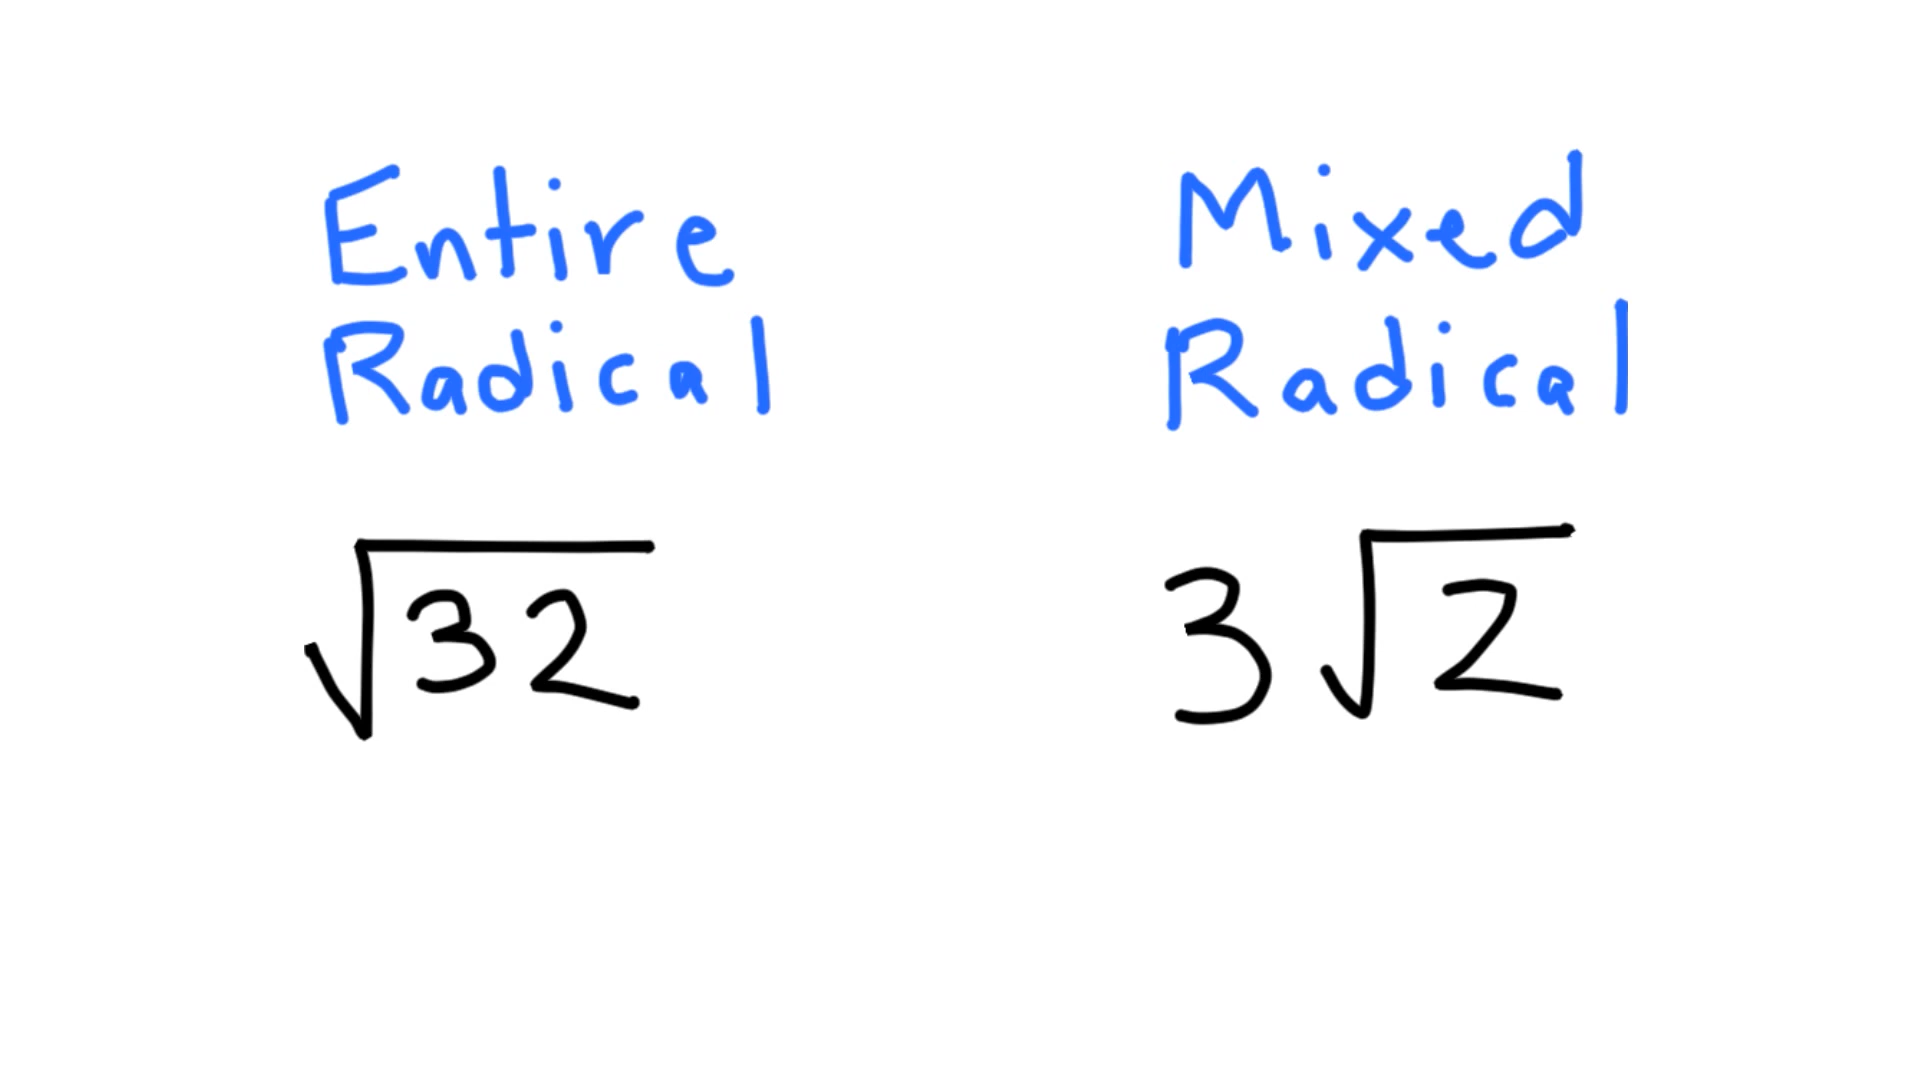 Entire
Radical
√32
Mixed
Radical
3√2